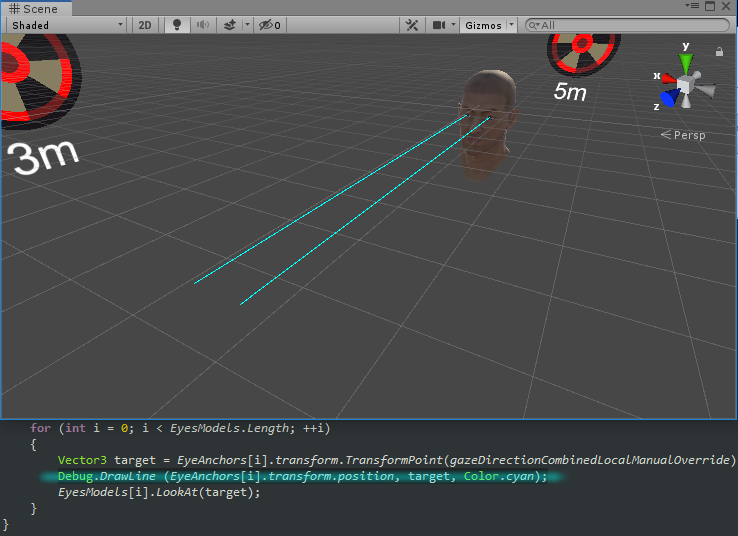 Scene
Shaded 2D 0 Gizmos All
y
x
z
Persp
5m
3m
for (int i = 0; i < EyesModels.Length; ++i)
{
Vector3 target = EyeAnchors[i].transform.TransformPoint(gazeDirectionCombinedLocalManualOverride)
Debug.DrawLine (EyeAnchors[i].transform.position, target, Color.cyan);
EyesModels[i].LookAt(target);
}
}